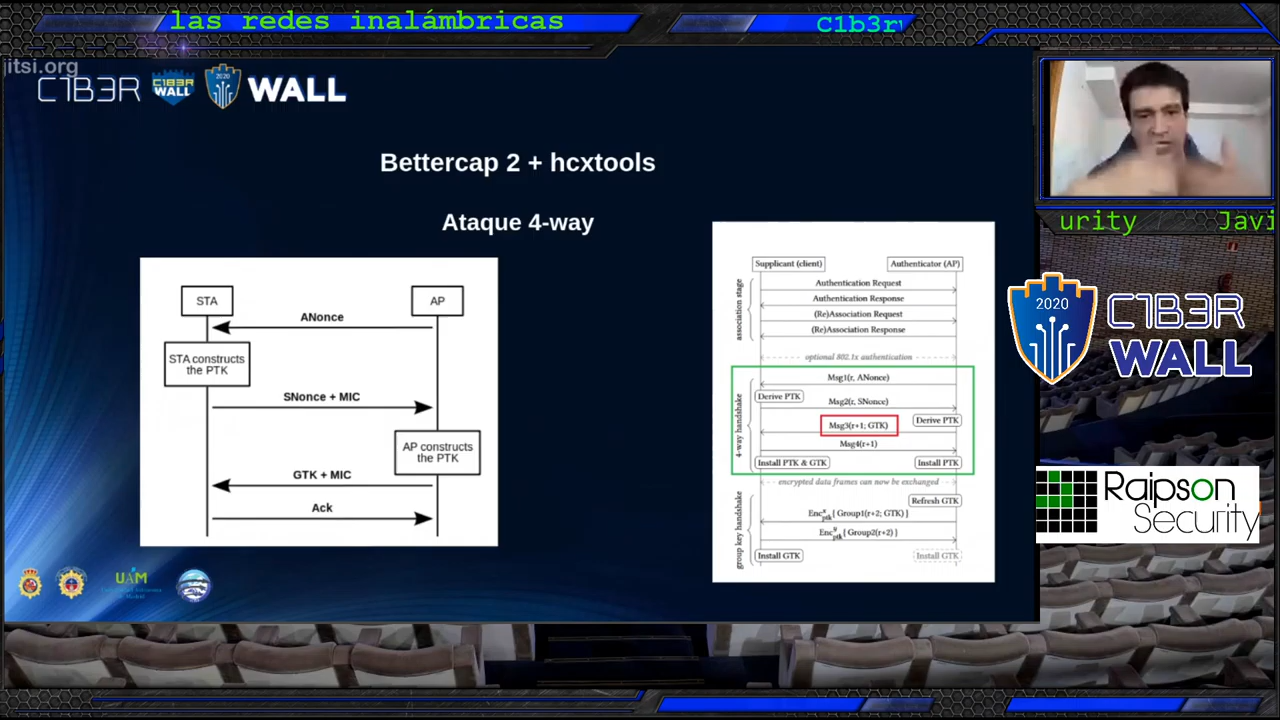 las redes inalámbricas
C1b3r
jitsi.org
C1B3R
C1B3R
WALL
2020
WALL
Bettercap 2 + hcxtools
Ataque 4-way
STA
AP
ANonce
STA constructs
the PTK
SNonce + MIC
AP constructs
the PTK
GTK + MIC
Ack
Supplicant (client)
Authenticator (AP)
association stage
Authentication Request
Authentication Response
(Re)Association Request
(Re)Association Response
optional 802.1x authentication
4-way handshake
Msg1(r, ANonce)
Derive PTK
Msg2(r, SNonce)
Derive PTK
Msg3(r+1; GTK)
Msg4(r+1)
Install PTK & GTK
Install PTK
encrypted data frames can now be exchanged
group key handshake
Refresh GTK
Enc^x_ptk{ Group1(r+2; GTK) }
Enc^y_ptk{ Group2(r+2) }
Install GTK
Install GTK
UAM
urity Javi
2020
C1B3R
WALL
Raipson
Security